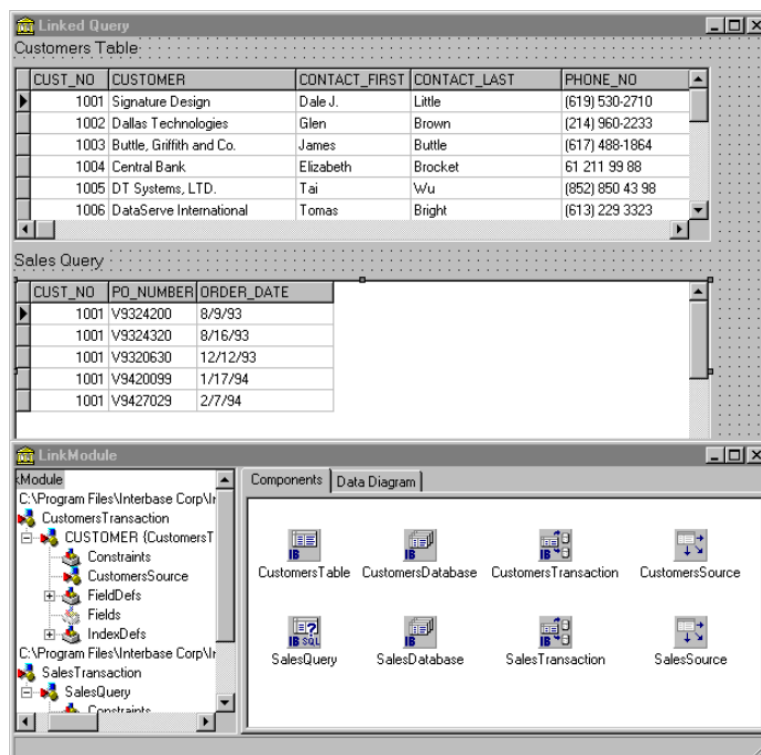 Linked Query
Customers Table
CUST_NO CUSTOMER CONTACT_FIRST CONTACT_LAST PHONE_NO
1001 Signature Design Dale J. Little (619) 530-2710
1002 Dallas Technologies Glen Brown (214) 960-2233
1003 Buttle, Griffith and Co. James Buttle (617) 488-1864
1004 Central Bank Elizabeth Brocket 61 211 99 88
1005 DT Systems, LTD. Tai Wu (852) 850 43 98
1006 DataServe International Tomas Bright (613) 229 3323
Sales Query
CUST_NO PO_NUMBER ORDER_DATE
1001 V9324200 8/9/93
1001 V9324320 8/16/93
1001 V9320630 12/12/93
1001 V9420099 1/17/94
1001 V9427029 2/7/94
LinkModule
kModule
C:\Program Files\Interbase Corp\Ir
CustomersTransaction
CUSTOMER {CustomersT
Constraints
CustomersSource
FieldDefs
Fields
IndexDefs
C:\Program Files\Interbase Corp\Ir
SalesTransaction
SalesQuery
Constraints
Components Data Diagram
IB IB IB
CustomersTable CustomersDatabase CustomersTransaction CustomersSource
IB SQL IB IB
SalesQuery SalesDatabase SalesTransaction SalesSource